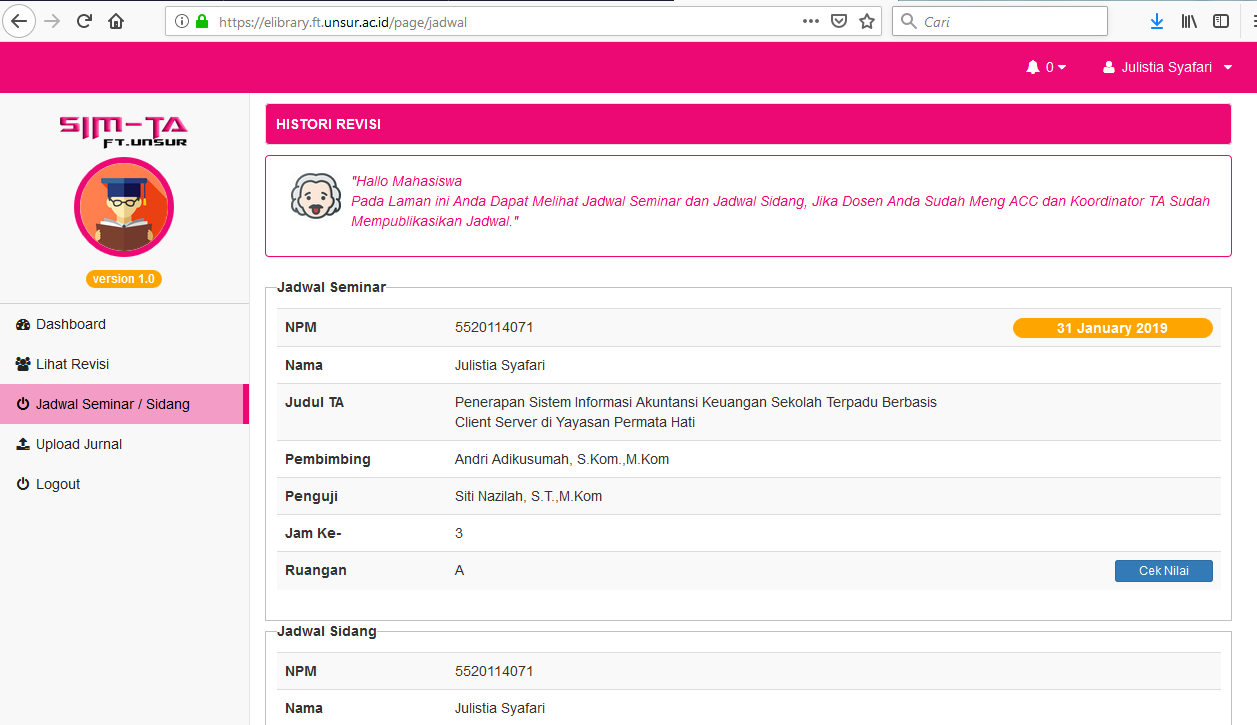 https://elibrary.ft.unsur.ac.id/page/jadwal
Cari
0
Julistia Syafari
SIM-TA
FT.UNSUR
version 1.0
Dashboard
Lihat Revisi
Jadwal Seminar / Sidang
Upload Jurnal
Logout
HISTORI REVISI
"Hallo Mahasiswa
Pada Laman ini Anda Dapat Melihat Jadwal Seminar dan Jadwal Sidang, Jika Dosen Anda Sudah Meng ACC dan Koordinator TA Sudah
Mempublikasikan Jadwal."
Jadwal Seminar
NPM 5520114071 31 January 2019
Nama Julistia Syafari
Judul TA Penerapan Sistem Informasi Akuntansi Keuangan Sekolah Terpadu Berbasis
Client Server di Yayasan Permata Hati
Pembimbing Andri Adikusumah, S.Kom.,M.Kom
Penguji Siti Nazilah, S.T.,M.Kom
Jam Ke- 3
Ruangan A Cek Nilai
Jadwal Sidang
NPM 5520114071
Nama Julistia Syafari